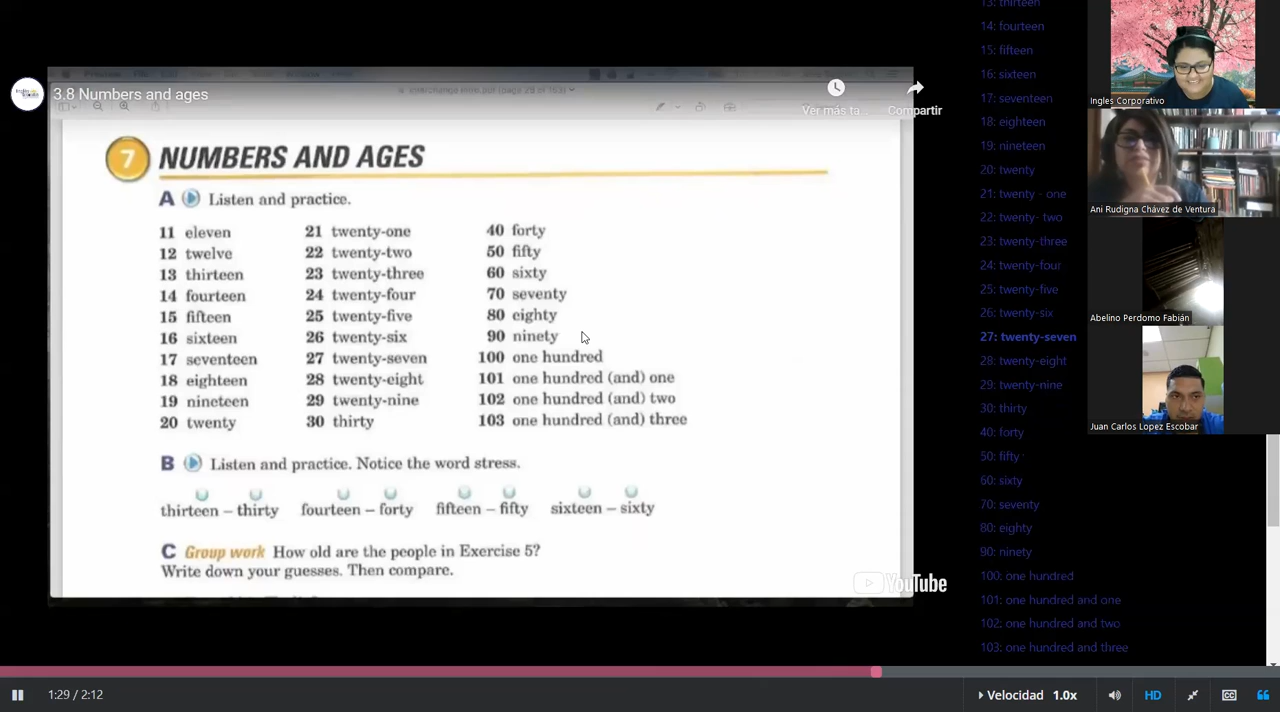 3.8 Numbers and ages
Ver más ta...
Compartir
7 NUMBERS AND AGES
A Listen and practice.
11 eleven
12 twelve
13 thirteen
14 fourteen
15 fifteen
16 sixteen
17 seventeen
18 eighteen
19 nineteen
20 twenty
21 twenty-one
22 twenty-two
23 twenty-three
24 twenty-four
25 twenty-five
26 twenty-six
27 twenty-seven
28 twenty-eight
29 twenty-nine
30 thirty
40 forty
50 fifty
60 sixty
70 seventy
80 eighty
90 ninety
100 one hundred
101 one hundred (and) one
102 one hundred (and) two
103 one hundred (and) three
B Listen and practice. Notice the word stress.
thirteen – thirty fourteen – forty fifteen – fifty sixteen – sixty
C Group work How old are the people in Exercise 5?
Write down your guesses. Then compare.
YouTube
13: thirteen
14: fourteen
15: fifteen
16: sixteen
17: seventeen
18: eighteen
19: nineteen
20: twenty
21: twenty - one
22: twenty- two
23: twenty-three
24: twenty-four
25: twenty-five
26: twenty-six
27: twenty-seven
28: twenty-eight
29: twenty-nine
30: thirty
40: forty
50: fifty
60: sixty
70: seventy
80: eighty
90: ninety
100: one hundred
101: one hundred and one
102: one hundred and two
103: one hundred and three
Ingles Corporativo
Ani Rudigna Chávez de Ventura
Abelino Perdomo Fabián
Juan Carlos Lopez Escobar
1:29 / 2:12
Velocidad 1.0x
HD
CC